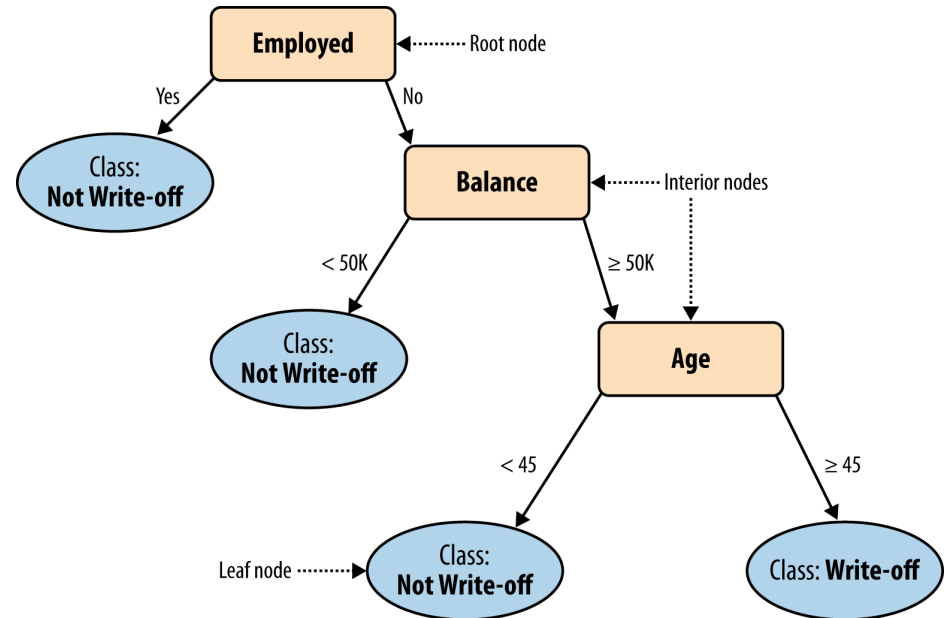 Employed
Root node
Yes
No
Class:
Not Write-off
Balance
Interior nodes
< 50K
≥ 50K
Class:
Not Write-off
Age
< 45
≥ 45
Leaf node
Class:
Not Write-off
Class: Write-off